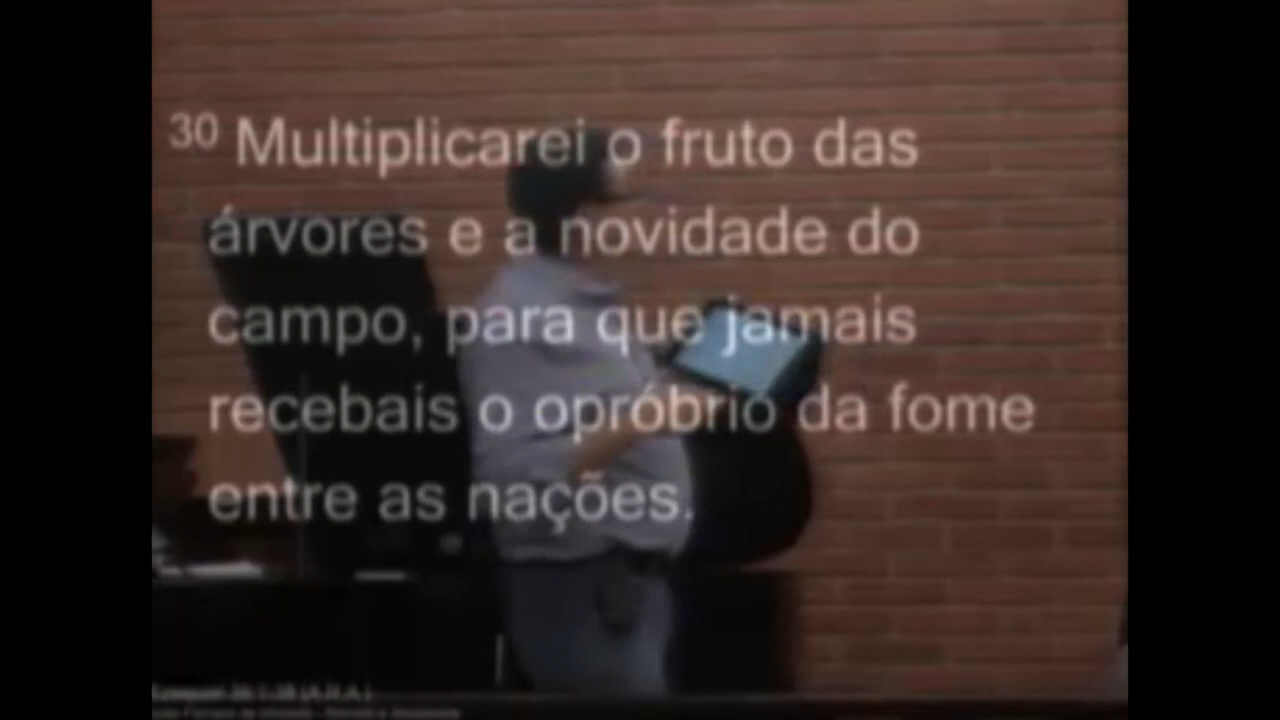 30 Multiplicarei o fruto das
árvores e a novidade do
campo, para que jamais
recebais o opróbrio da fome
entre as nações.